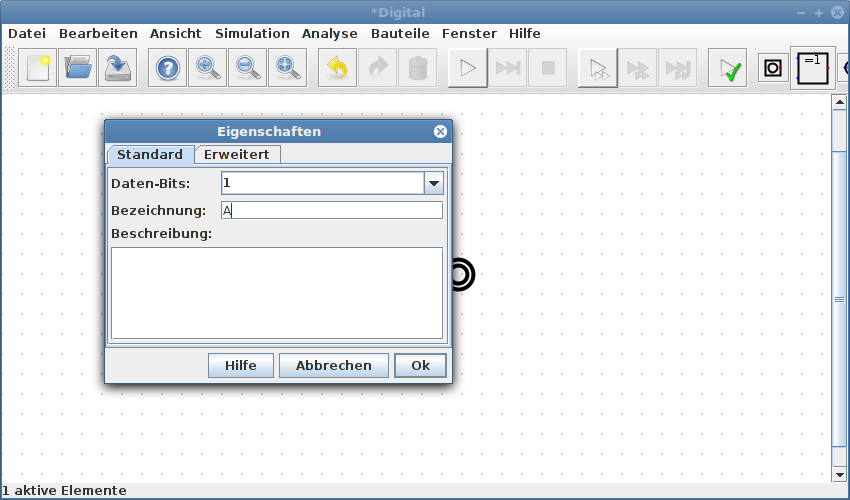 *Digital
Datei Bearbeiten Ansicht Simulation Analyse Bauteile Fenster Hilfe
=1
Eigenschaften
Standard Erweitert
Daten-Bits: 1
Bezeichnung: A
Beschreibung:
Hilfe Abbrechen Ok
1 aktive Elemente